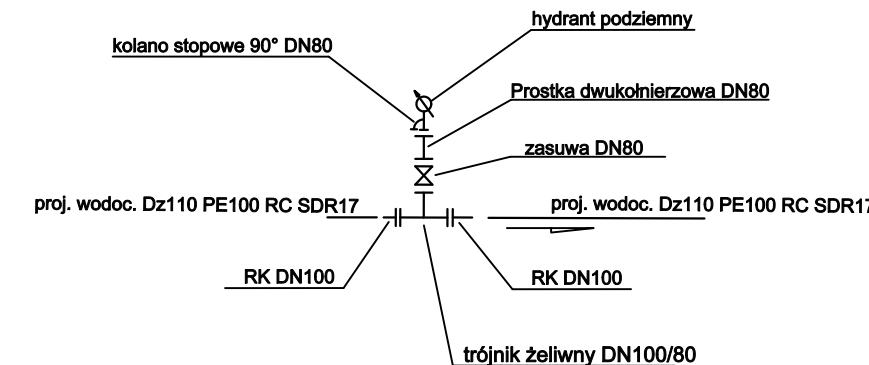 hydrant podziemny
kolano stopowe 90° DN80
Prostka dwukołnierzowa DN80
zasuwa DN80
proj. wodoc. Dz110 PE100 RC SDR17
proj. wodoc. Dz110 PE100 RC SDR17
RK DN100
RK DN100
trójnik żeliwny DN100/80